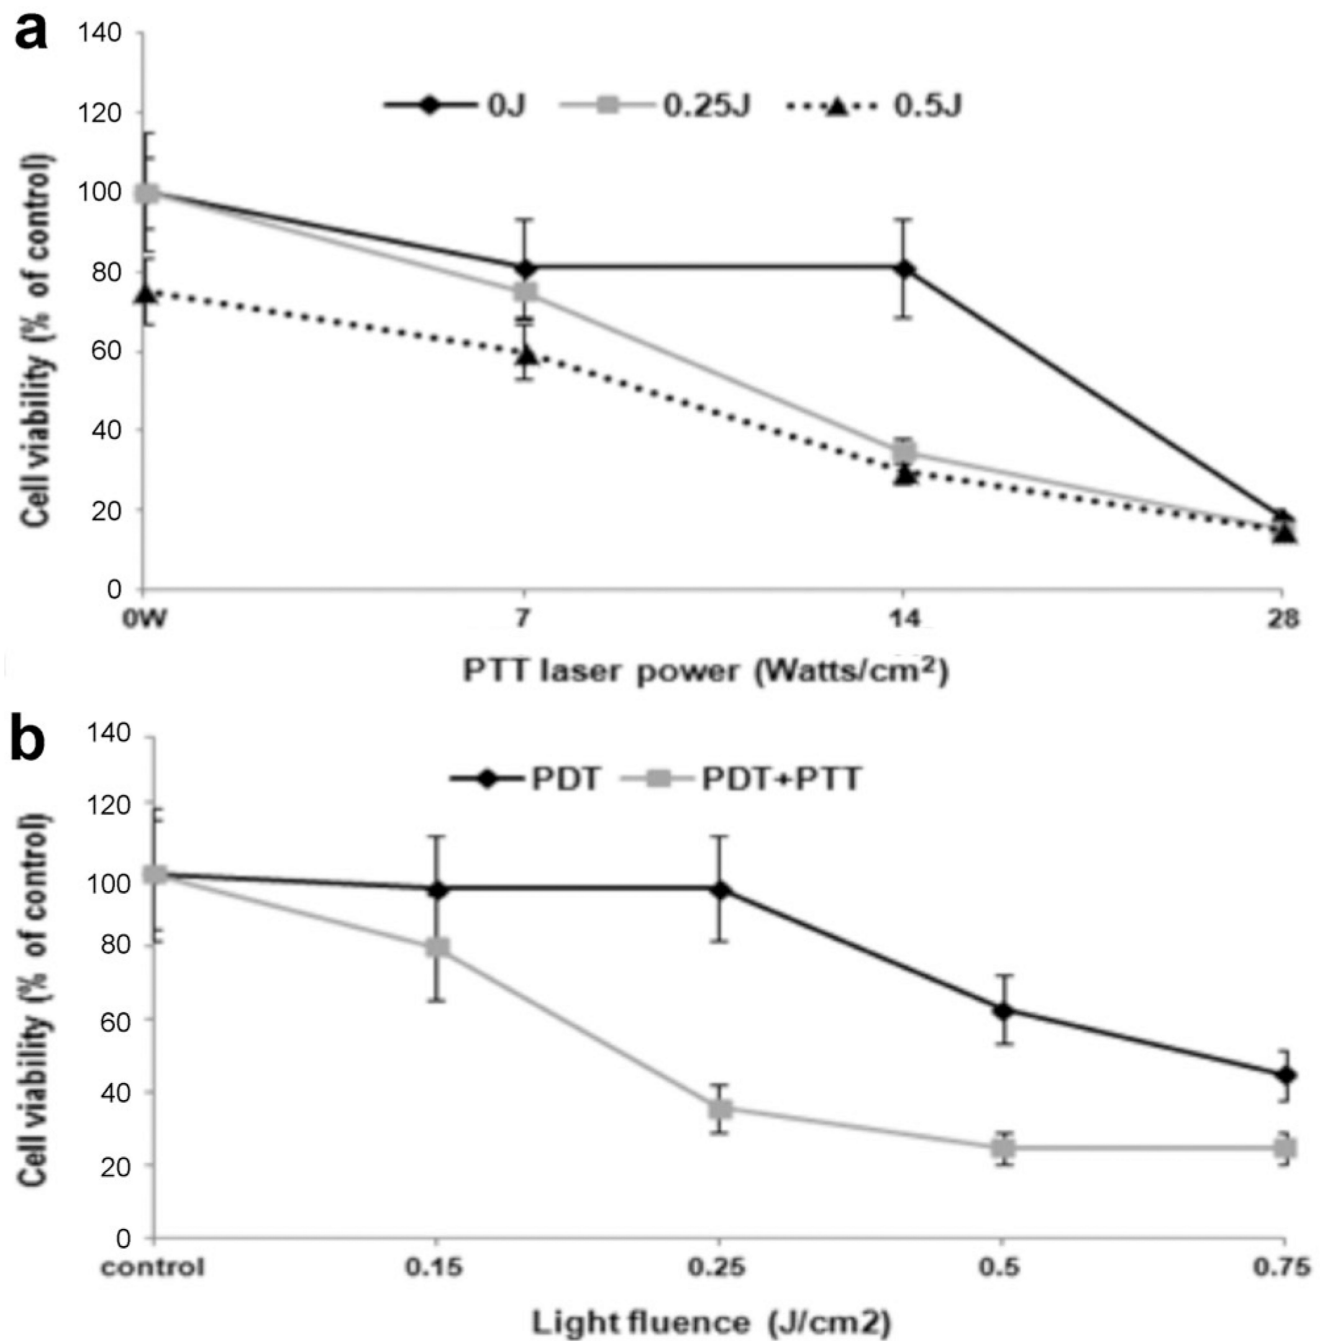 a
140
120
100
80
60
40
20
0
0J 0.25J 0.5J
Cell viability (% of control)
0W 7 14 28
PTT laser power (Watts/cm²)
b
140
120
100
80
60
40
20
0
PDT PDT+PTT
Cell viability (% of control)
control 0.15 0.25 0.5 0.75
Light fluence (J/cm2)